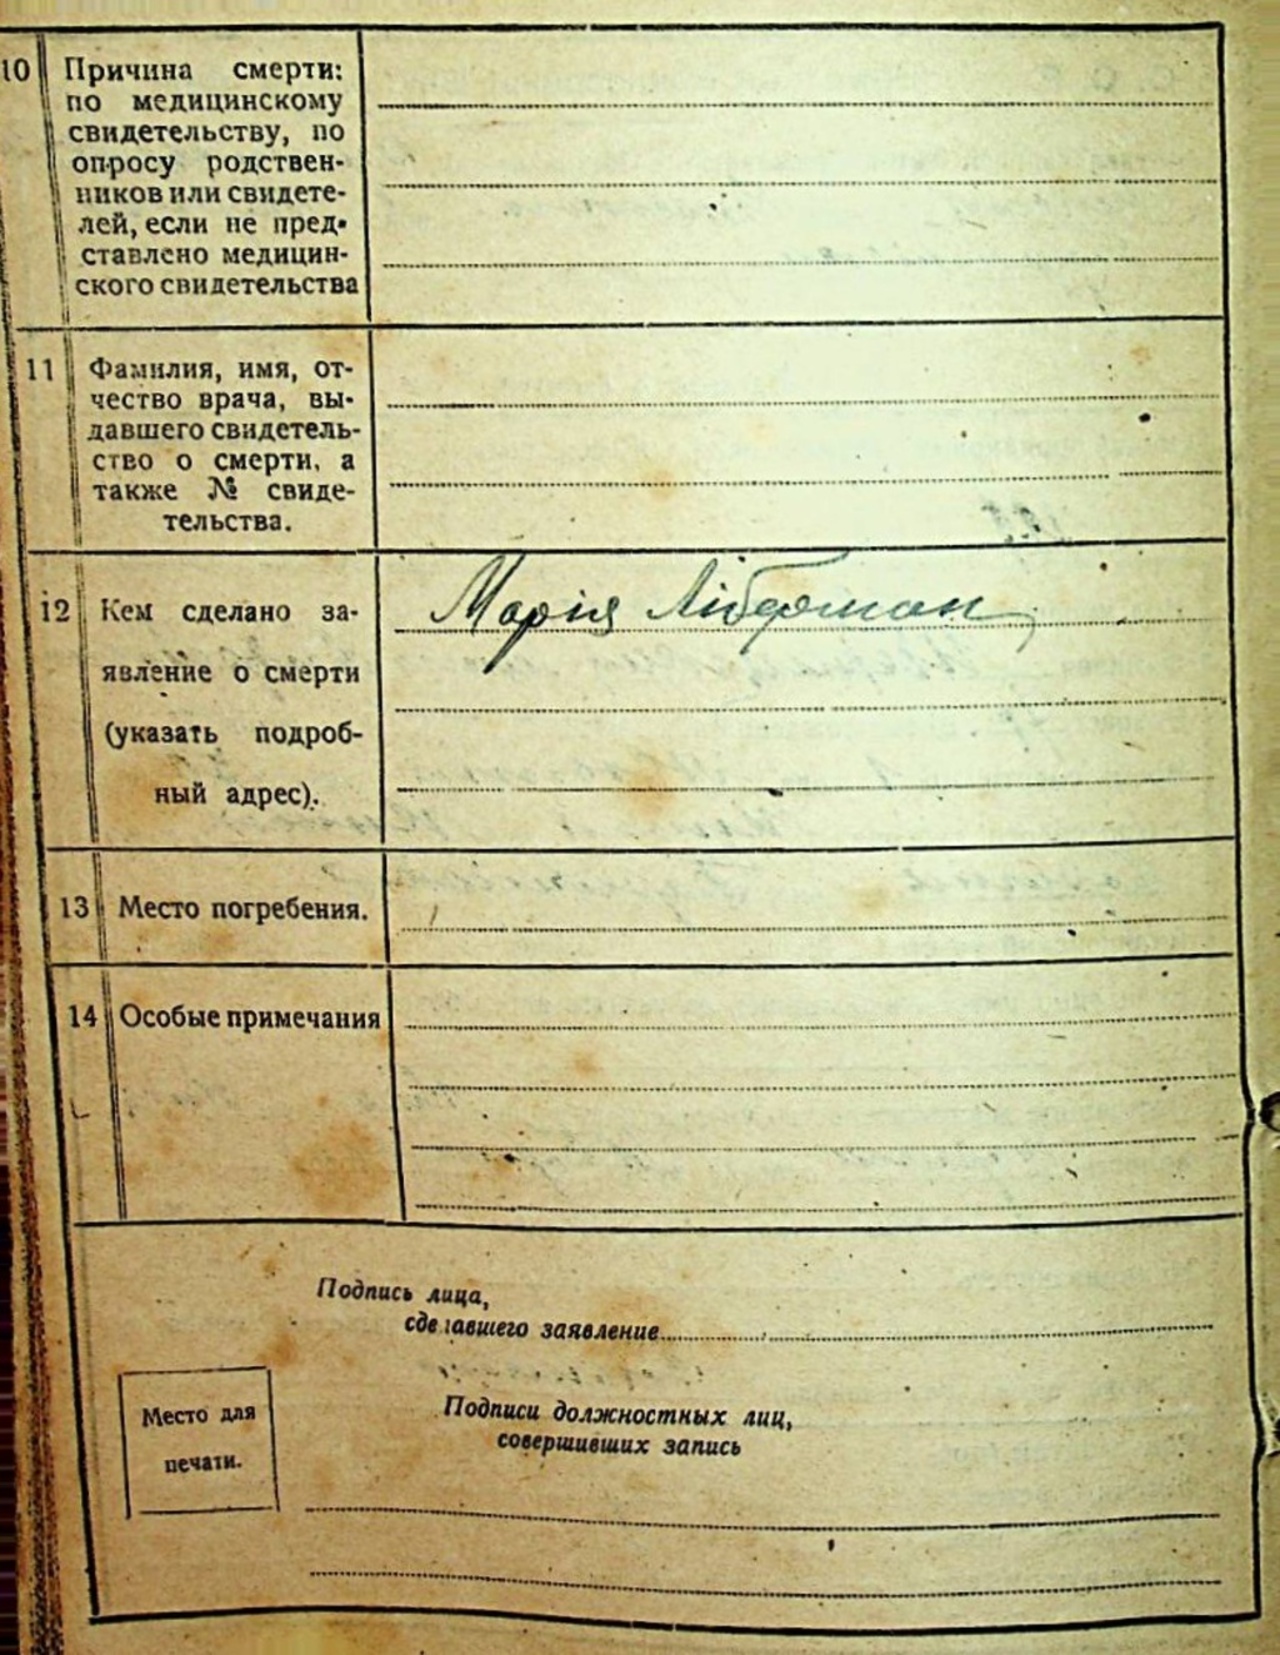 10 Причина смерти:
по медицинскому
свидетельству, по
опросу родствен-
ников или свидете-
лей, если не пред-
ставлено медицин-
ского свидетельства
11 Фамилия, имя, от-
чество врача, вы-
давшего свидетель-
ство о смерти, а
также № свиде-
тельства.
12 Кем сделано за- Марія Ліберман
явление о смерти
(указать подроб-
ный адрес).
13 Место погребения.
14 Особые примечания
Подпись лица,
сделавшего заявление
Место для
печати.
Подписи должностных лиц,
совершивших запись